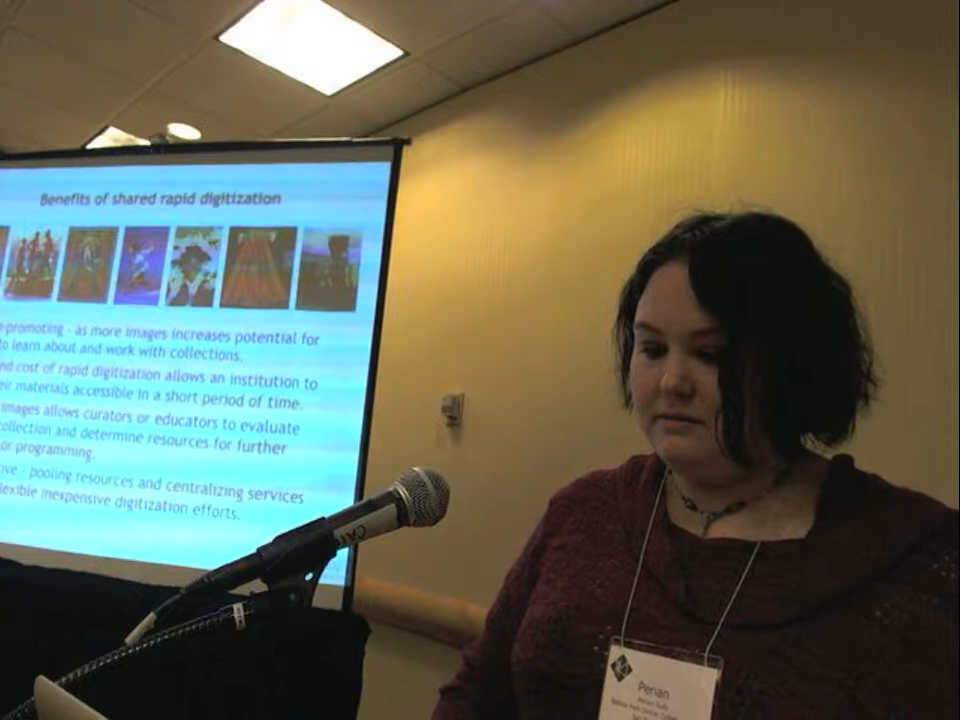 Benefits of shared rapid digitization
-promoting - as more images increases potential for
to learn about and work with collections.
nd cost of rapid digitization allows an institution to
eir materials accessible in a short period of time.
images allows curators or educators to evaluate
ollection and determine resources for further
or programming.
ive - pooling resources and centralizing services
lexible inexpensive digitization efforts.
Perian